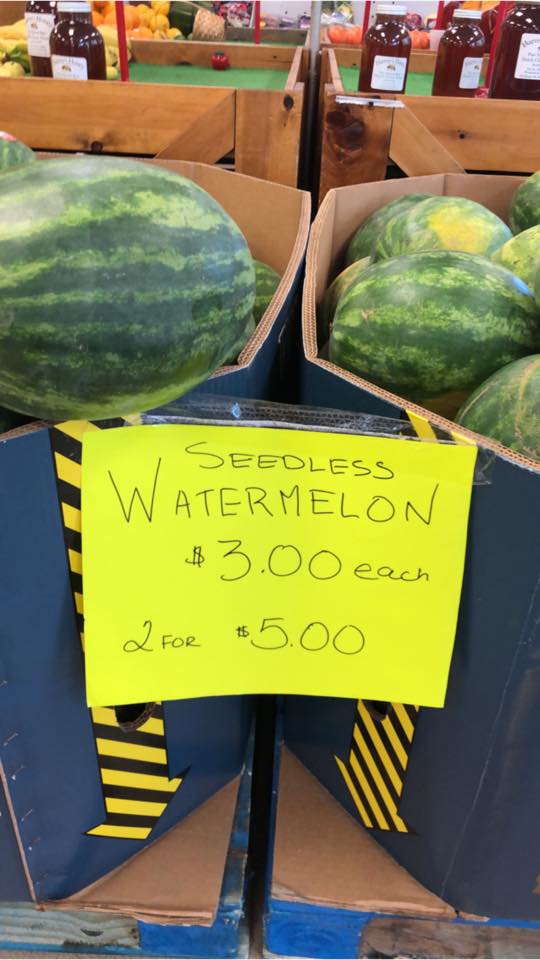 SEEDLESS
WATERMELON
$3.00 each
2 FOR $5.00